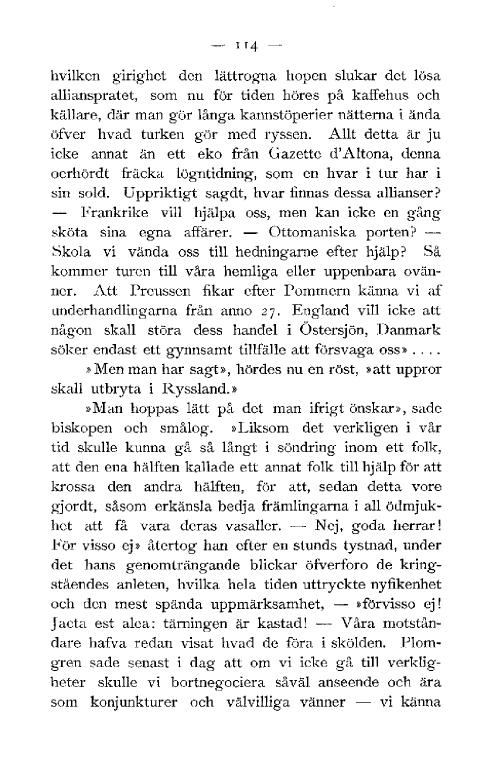 — 114 —
hvilken girighet den lättrogna hopen slukar det lösa
allianspratet, som nu för tiden höres på kaffehus och
källare, där man gör långa kannstöperier nätterna i ända
öfver hvad turken gör med ryssen. Allt detta är ju
icke annat än ett eko från Gazette d'Altona, denna
oerhördt fräcka lögntidning, som en hvar i tur har i
sin sold. Uppriktigt sagdt, hvar finnas dessa allianser?
— Frankrike vill hjälpa oss, men kan icke en gång
sköta sina egna affärer. — Ottomaniska porten? —
Skola vi vända oss till hedningarne efter hjälp? Så
kommer turen till våra hemliga eller uppenbara ovän-
ner. Att Preussen fikar efter Pommern känna vi af
underhandlingarna från anno 27. England vill icke att
någon skall störa dess handel i Östersjön, Danmark
söker endast ett gynnsamt tillfälle att försvaga oss» . . . .
»Men man har sagt», hördes nu en röst, »att uppror
skall utbryta i Ryssland.»
»Man hoppas lätt på det man ifrigt önskar», sade
biskopen och smålog. »Liksom det verkligen i vår
tid skulle kunna gå så långt i söndring inom ett folk,
att den ena hälften kallade ett annat folk till hjälp för att
krossa den andra hälften, för att, sedan detta vore
gjordt, såsom erkänsla bedja främlingarna i all ödmjuk-
het att få vara deras vasaller. — Nej, goda herrar!
För visso ej» återtog han efter en stunds tystnad, under
det hans genomträngande blickar öfverforo de kring-
ståendes anleten, hvilka hela tiden uttryckte nyfikenhet
och den mest spända uppmärksamhet, — »förvisso ej!
Jacta est alea: tärningen är kastad! — Våra motstån-
dare hafva redan visat hvad de föra i skölden. Plom-
gren sade senast i dag att om vi icke gå till verklig-
heter skulle vi bortnegociera såväl anseende och ära
som konjunkturer och välvilliga vänner — vi känna